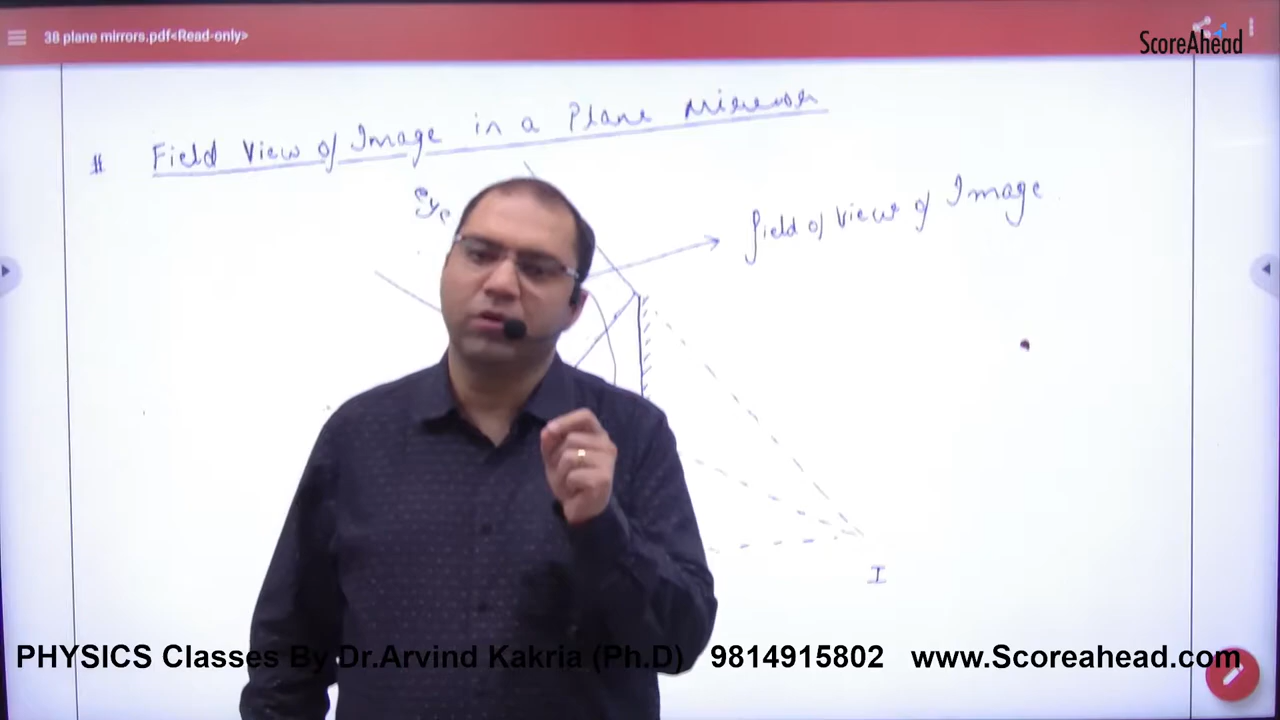 38 plane mirrors.pdf<Read-only>
ScoreAhead
# Field View of Image in a Plane Mirror
Eye
field of View of Image
I
PHYSICS Classes By Dr.Arvind Kakria (Ph.D) 9814915802 www.Scoreahead.com